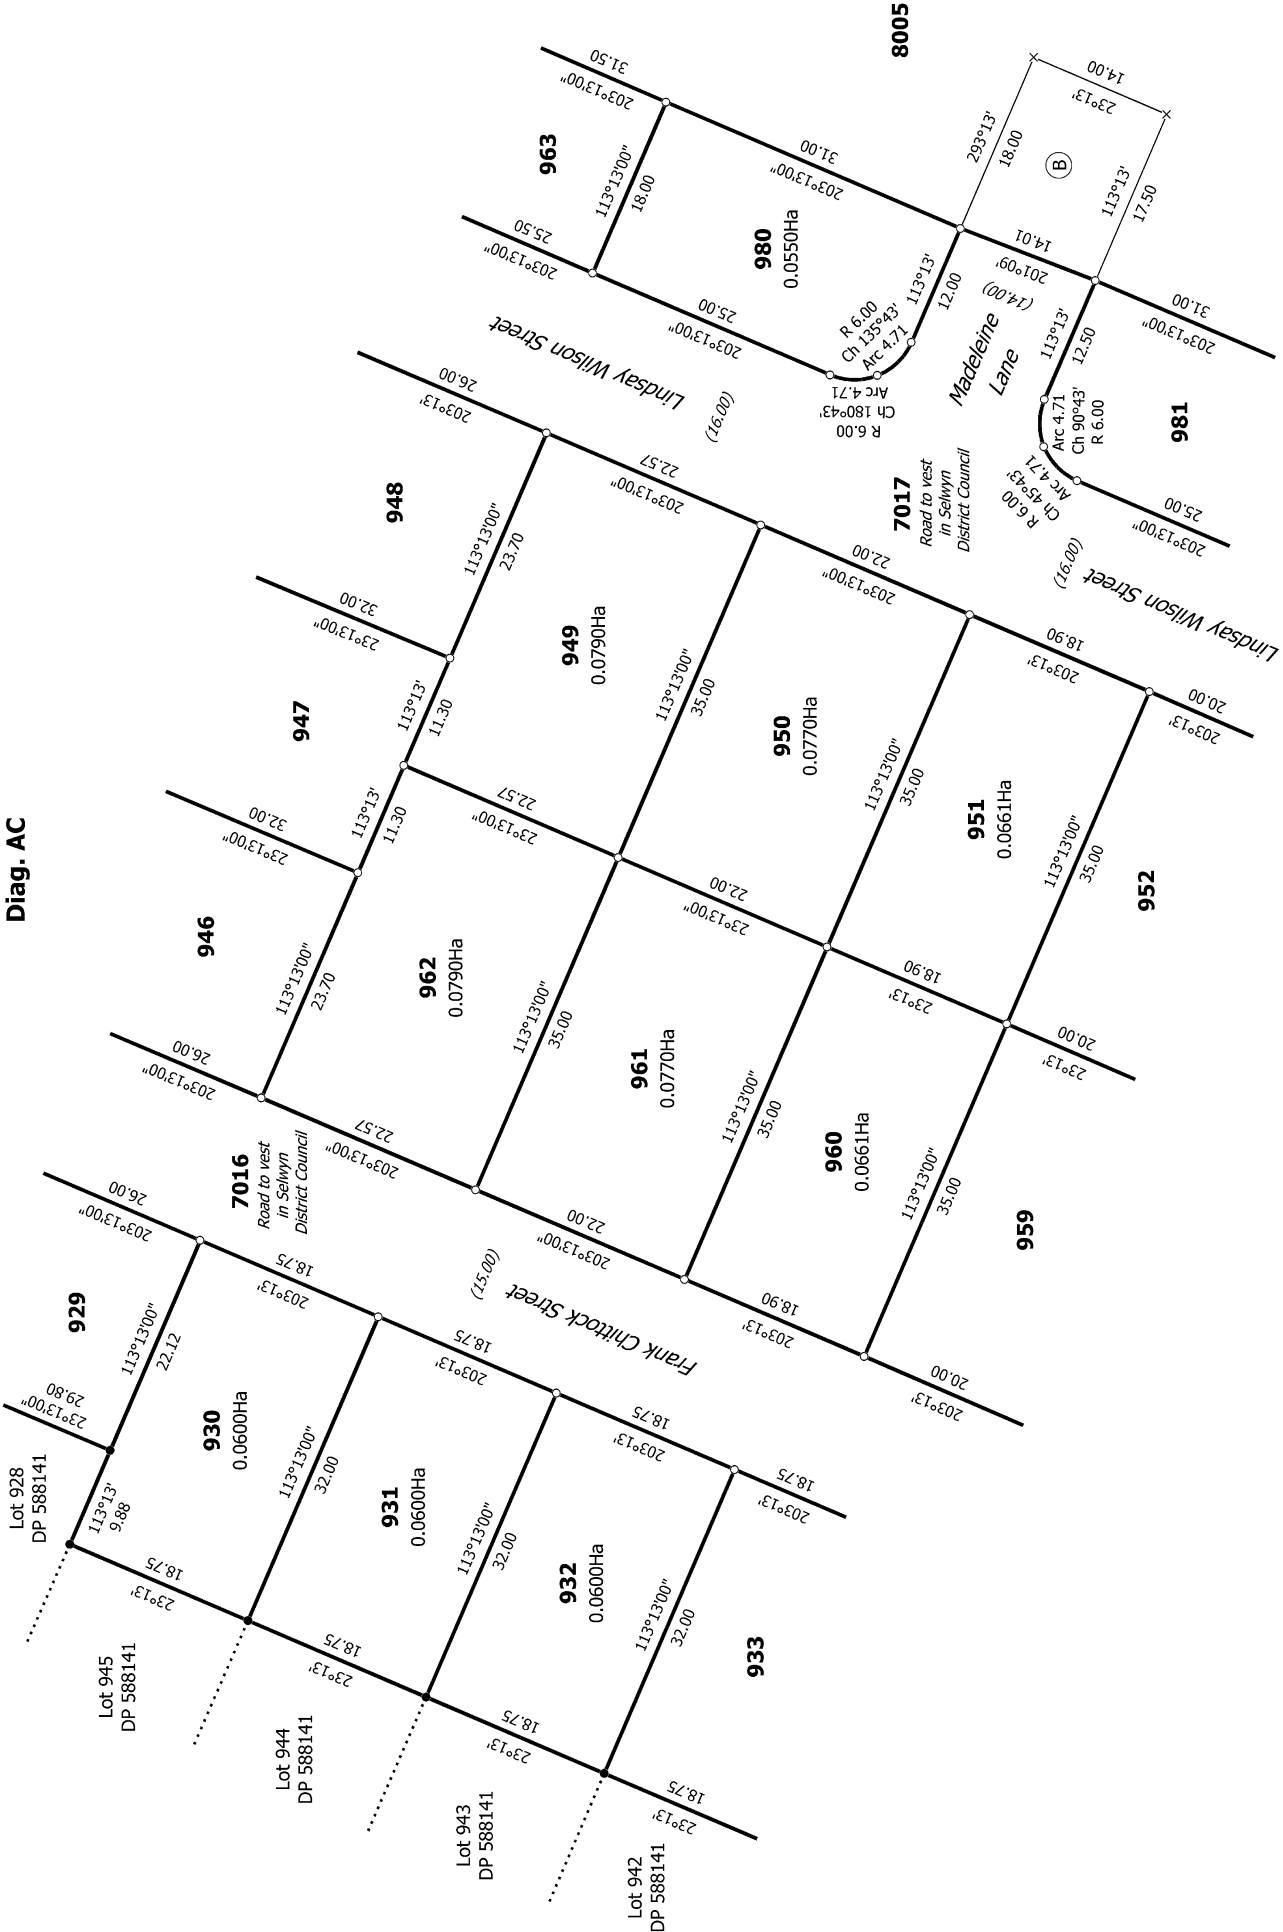 Diag. AC
Lot 928
DP 588141
Lot 945
DP 588141
Lot 944
DP 588141
Lot 943
DP 588141
Lot 942
DP 588141
929
23°13'00"
29.80
113°13'
9.88
113°13'00"
22.12
203°13'00"
26.00
930
0.0600Ha
23°13'
18.75
203°13'
18.75
113°13'00"
32.00
931
0.0600Ha
23°13'
18.75
203°13'
18.75
113°13'00"
32.00
932
0.0600Ha
23°13'
18.75
203°13'
18.75
113°13'00"
32.00
933
23°13'
18.75
203°13'
18.75
7016
Road to vest
in Selwyn
District Council
(15.00)
Frank Chittock Street
946
203°13'00"
26.00
113°13'00"
23.70
23°13'00"
32.00
947
113°13'
11.30
113°13'
11.30
23°13'00"
32.00
948
113°13'00"
23.70
203°13'
26.00
962
0.0790Ha
203°13'00"
22.57
23°13'00"
22.57
113°13'00"
35.00
949
0.0790Ha
203°13'00"
22.57
113°13'00"
35.00
961
0.0770Ha
203°13'00"
22.00
23°13'00"
22.00
113°13'00"
35.00
950
0.0770Ha
203°13'00"
22.00
113°13'00"
35.00
960
0.0661Ha
203°13'
18.90
23°13'
18.90
113°13'00"
35.00
951
0.0661Ha
203°13'
18.90
113°13'00"
35.00
959
203°13'
20.00
23°13'
20.00
952
203°13'
20.00
Lindsay Wilson Street
(16.00)
7017
Road to vest
in Selwyn
District Council
(16.00)
Lindsay Wilson Street
963
203°13'00"
25.50
203°13'00"
31.50
113°13'00"
18.00
980
0.0550Ha
203°13'00"
25.00
203°13'00"
31.00
R 6.00
Ch 180°43'
Arc 4.71
R 6.00
Ch 135°43'
Arc 4.71
113°13'
12.00
Madeleine
Lane
(14.00)
201°09'
14.01
113°13'
12.50
Arc 4.71
Ch 90°43'
R 6.00
R 6.00
Ch 45°43'
Arc 4.71
981
203°13'00"
25.00
203°13'00"
31.00
8005
293°13'
18.00
23°13'
14.00
B
113°13'
17.50